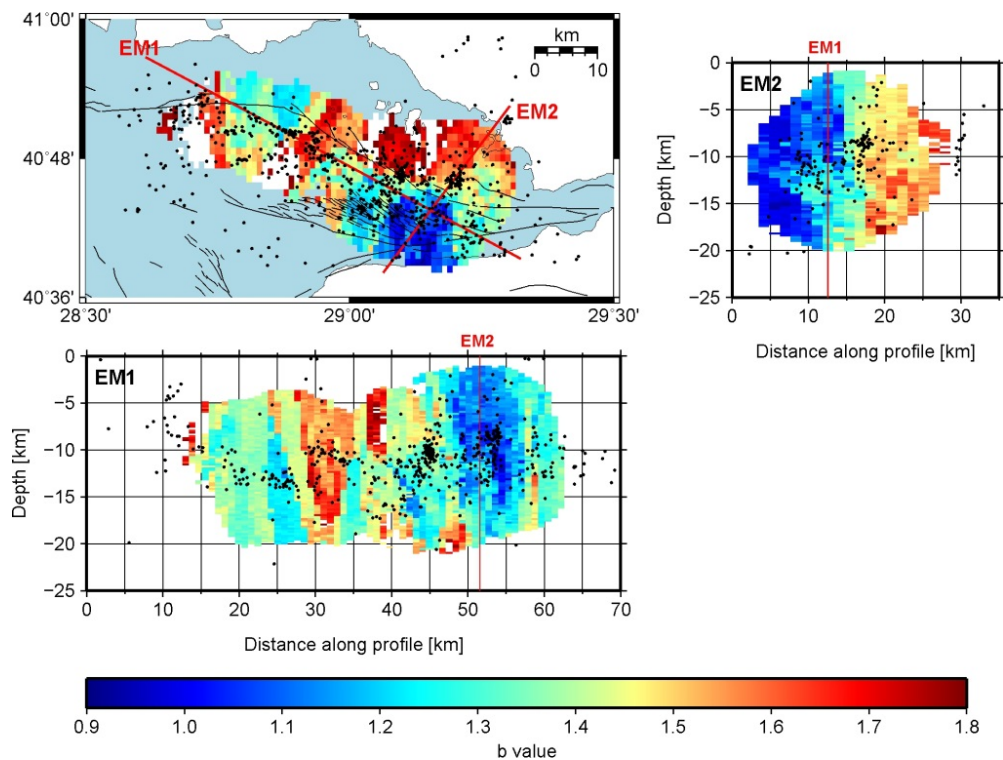 41°00'
EM1
km
0 10
EM2
40°48'
40°36'
28°30' 29°00' 29°30'
EM1
EM2
0
−5
−10
−15
−20
−25
Depth [km]
0 10 20 30
Distance along profile [km]
EM2
EM1
0
−5
−10
−15
−20
−25
Depth [km]
0 10 20 30 40 50 60 70
Distance along profile [km]
0.9 1.0 1.1 1.2 1.3 1.4 1.5 1.6 1.7 1.8
b value